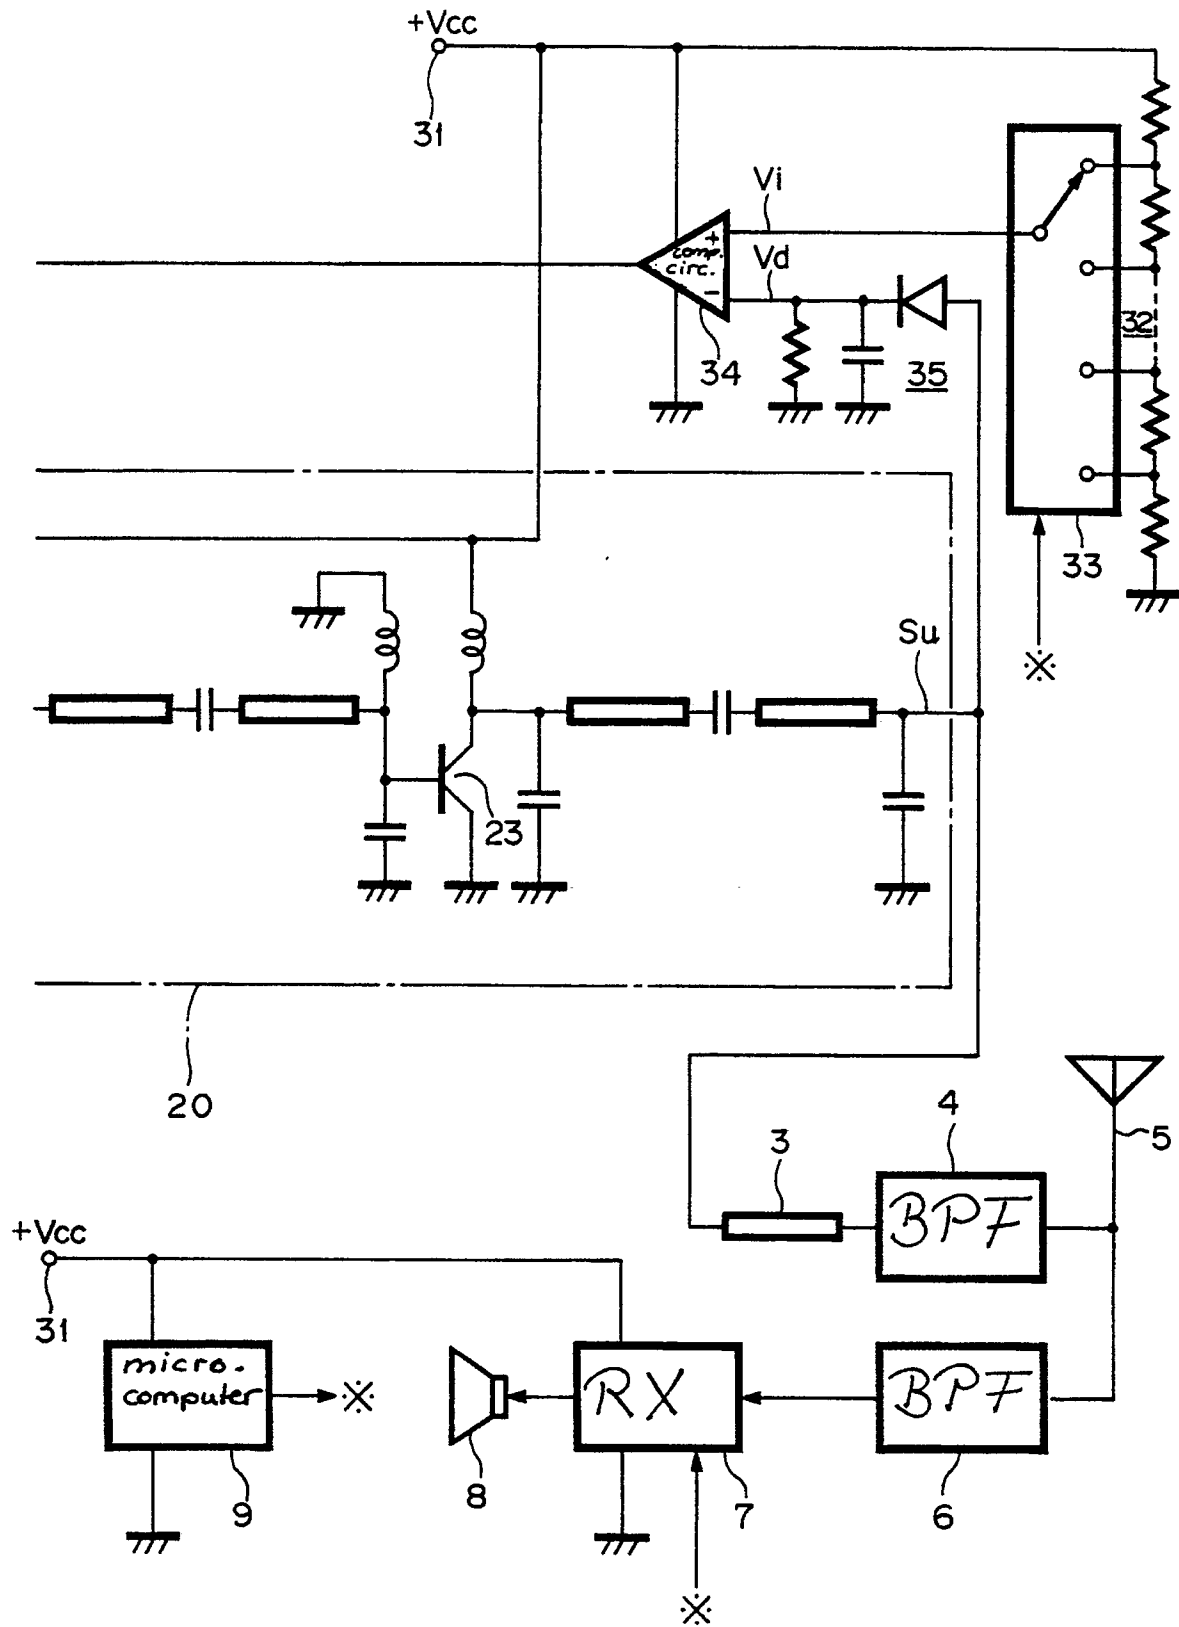 +Vcc
31
Vi
+
comp.
circ.
Vd
−
34
35
32
33
※
Su
23
20
4
5
3
BPF
+Vcc
31
micro.
computer
※
RX
BPF
9
8
7
6
※